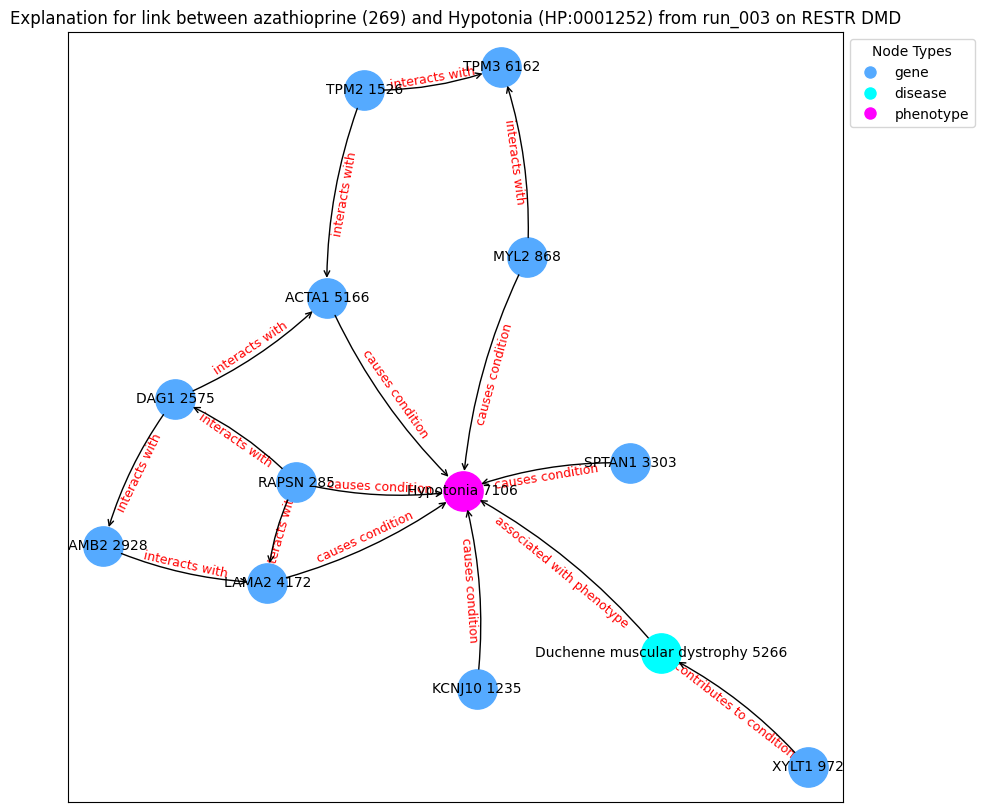 Explanation for link between azathioprine (269) and Hypotonia (HP:0001252) from run_003 on RESTR DMD
Node Types
gene
disease
phenotype
TPM3 6162
interacts with
TPM2 1526
interacts with
interacts with
MYL2 868
ACTA1 5166
interacts with
causes condition
causes condition
DAG1 2575
interacts with
interacts with
SPTAN1 3303
causes condition
RAPSN 285
causes condition
Hypotonia 7106
causes condition
associated with phenotype
AMB2 2928
interacts with
LAMA2 4172
causes condition
Duchenne muscular dystrophy 5266
contributes to condition
KCNJ10 1235
XYLT1 972